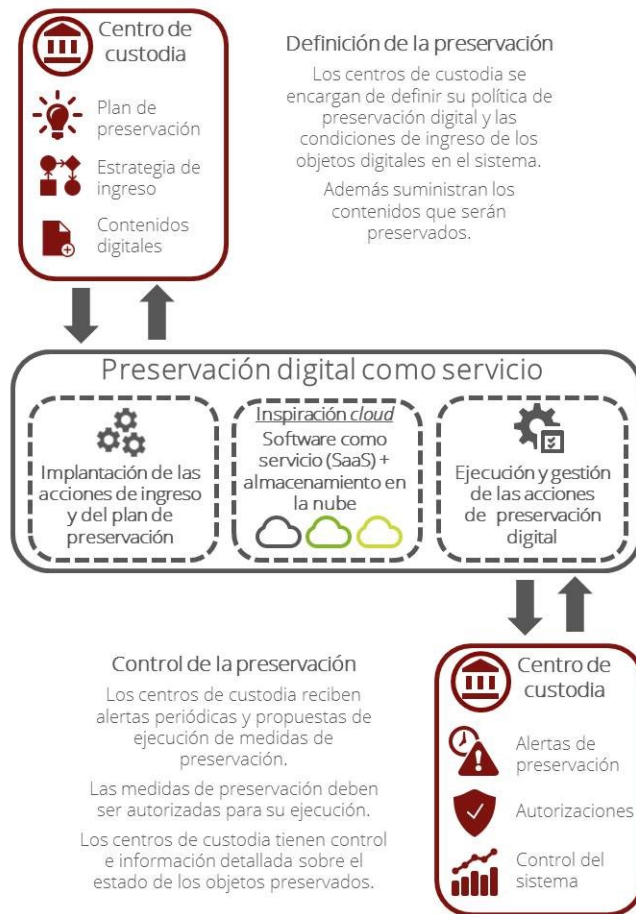 Centro de
custodia
Plan de
preservación
Estrategia de
ingreso
Contenidos
digitales
Definición de la preservación
Los centros de custodia se
encargan de definir su política de
preservación digital y las
condiciones de ingreso de los
objetos digitales en el sistema.
Además suministran los
contenidos que serán
preservados.
Preservación digital como servicio
Implantación de las
acciones de ingreso
y del plan de
preservación
Inspiración cloud
Software como
servicio (SaaS) +
almacenamiento en
la nube
Ejecución y gestión
de las acciones
de preservación
digital
Control de la preservación
Los centros de custodia reciben
alertas periódicas y propuestas de
ejecución de medidas de
preservación.
Las medidas de preservación deben
ser autorizadas para su ejecución.
Los centros de custodia tienen control
e información detallada sobre el
estado de los objetos preservados.
Centro de
custodia
Alertas de
preservación
Autorizaciones
Control del
sistema